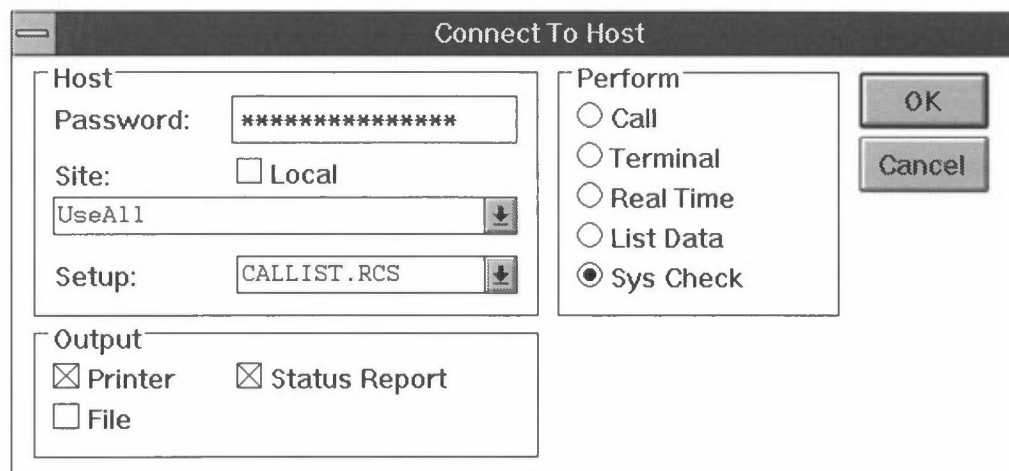 Connect To Host
Host
Password: ***************
Site: Local
UseAll
Setup: CALLIST.RCS
Perform
Call
Terminal
Real Time
List Data
Sys Check
OK
Cancel
Output
Printer Status Report
File